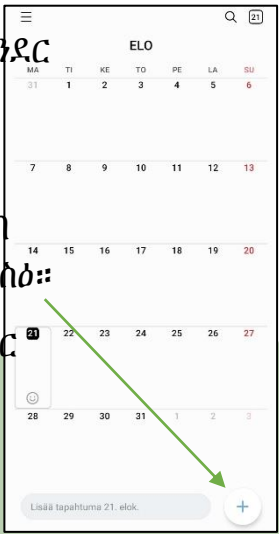 21
ELO
MA TI KE TO PE LA SU
31 1 2 3 4 5 6
7 8 9 10 11 12 13
14 15 16 17 18 19 20
21 22 23 24 25 26 27
28 29 30 31 1 2 3
Lisää tapahtuma 21. elok.
+